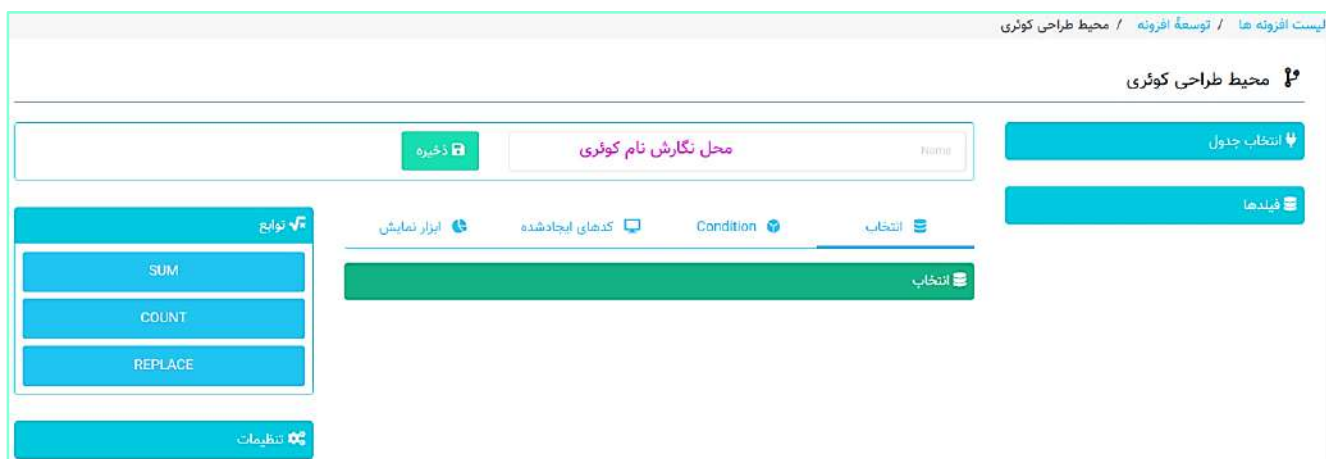 لیست افزونه ها / توسعهٔ افزونه / محیط طراحی کوئری
محیط طراحی کوئری
انتخاب جدول
فیلدها
Name
محل نگارش نام کوئری
ذخیره
انتخاب
Condition
کدهای ایجادشده
ابزار نمایش
انتخاب
توابع
SUM
COUNT
REPLACE
تنظیمات